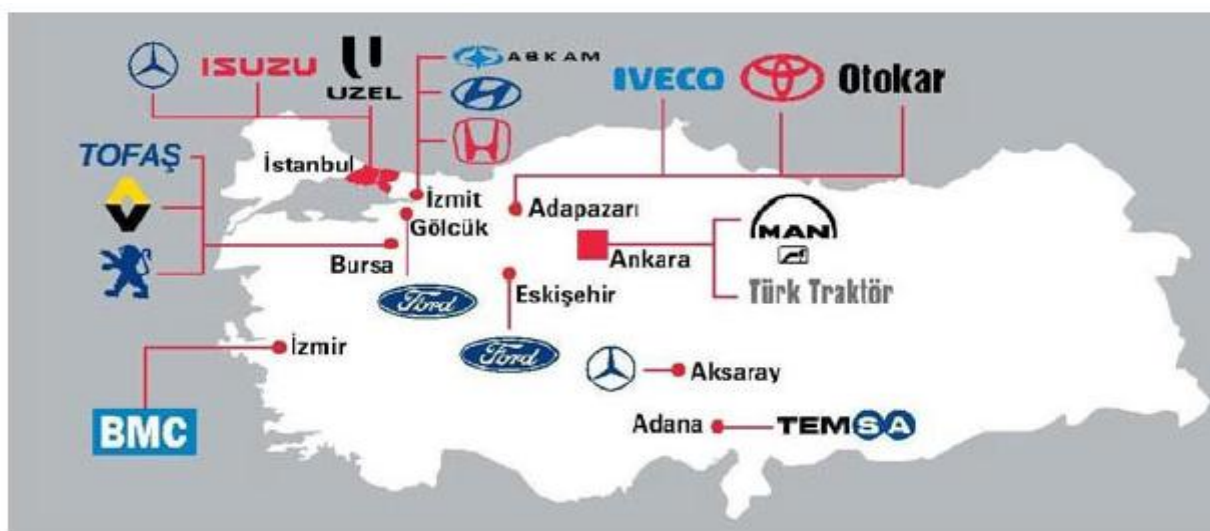 ISUZU
UZEL
ASKAM
IVECO
Otokar
TOFAŞ
İstanbul
İzmit
Gölcük
Adapazarı
MAN
Bursa
Ankara
Ford
Eskişehir
Türk Traktör
İzmir
Ford
Aksaray
BMC
Adana
TEMSA